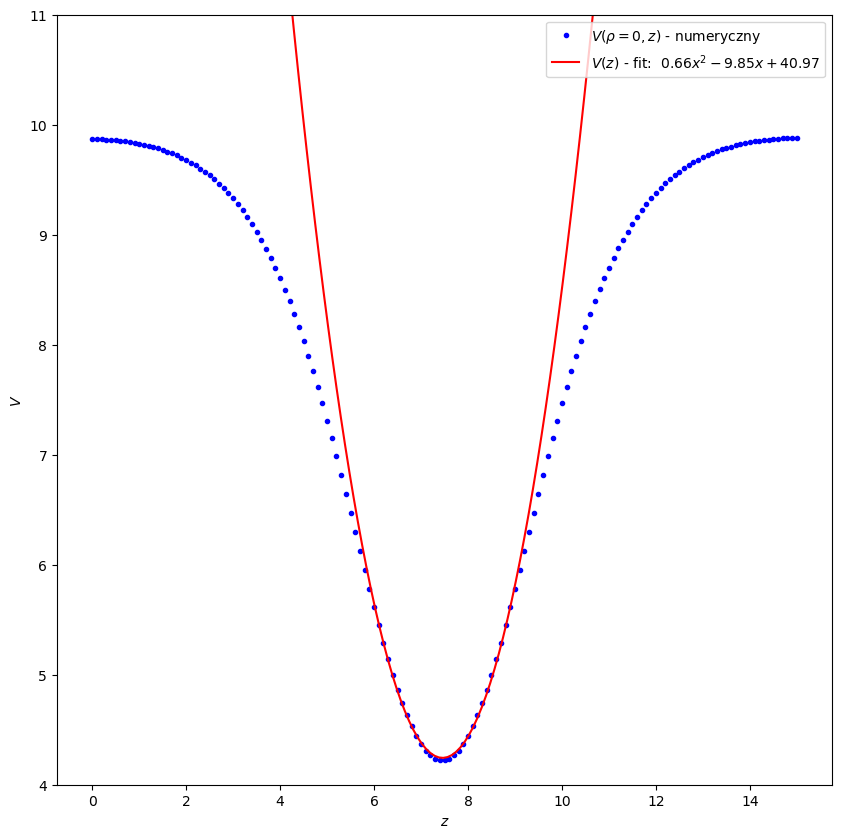 11
10
9
8
7
6
5
4
V
V(ρ = 0, z) - numeryczny
V(z) - fit: 0.66x² − 9.85x + 40.97
0 2 4 6 8 10 12 14
z